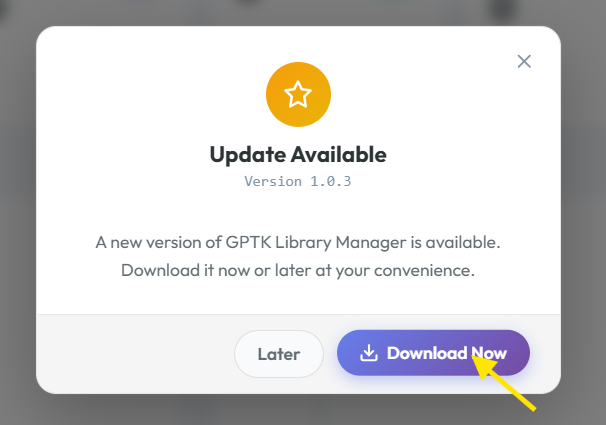 Update Available
Version 1.0.3
A new version of GPTK Library Manager is available.
Download it now or later at your convenience.
Later
Download Now